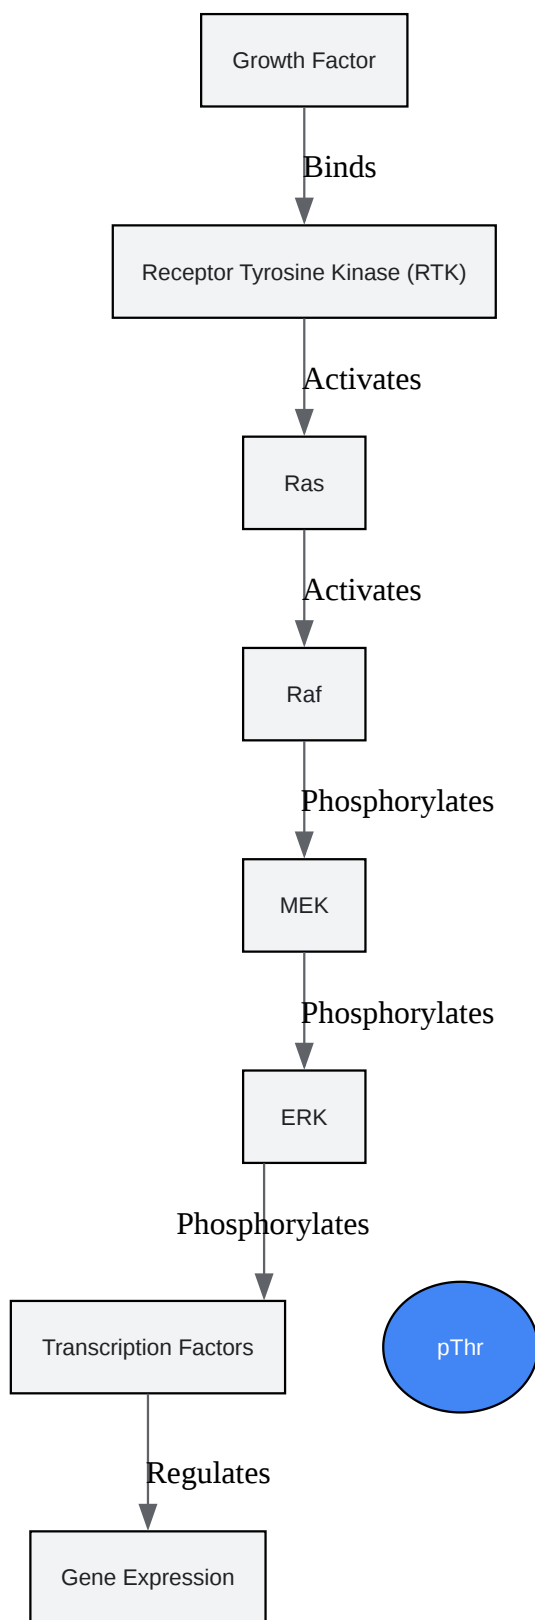 Growth Factor
Binds
Receptor Tyrosine Kinase (RTK)
Activates
Ras
Activates
Raf
Phosphorylates
MEK
Phosphorylates
ERK
Phosphorylates
Transcription Factors
pThr
Regulates
Gene Expression